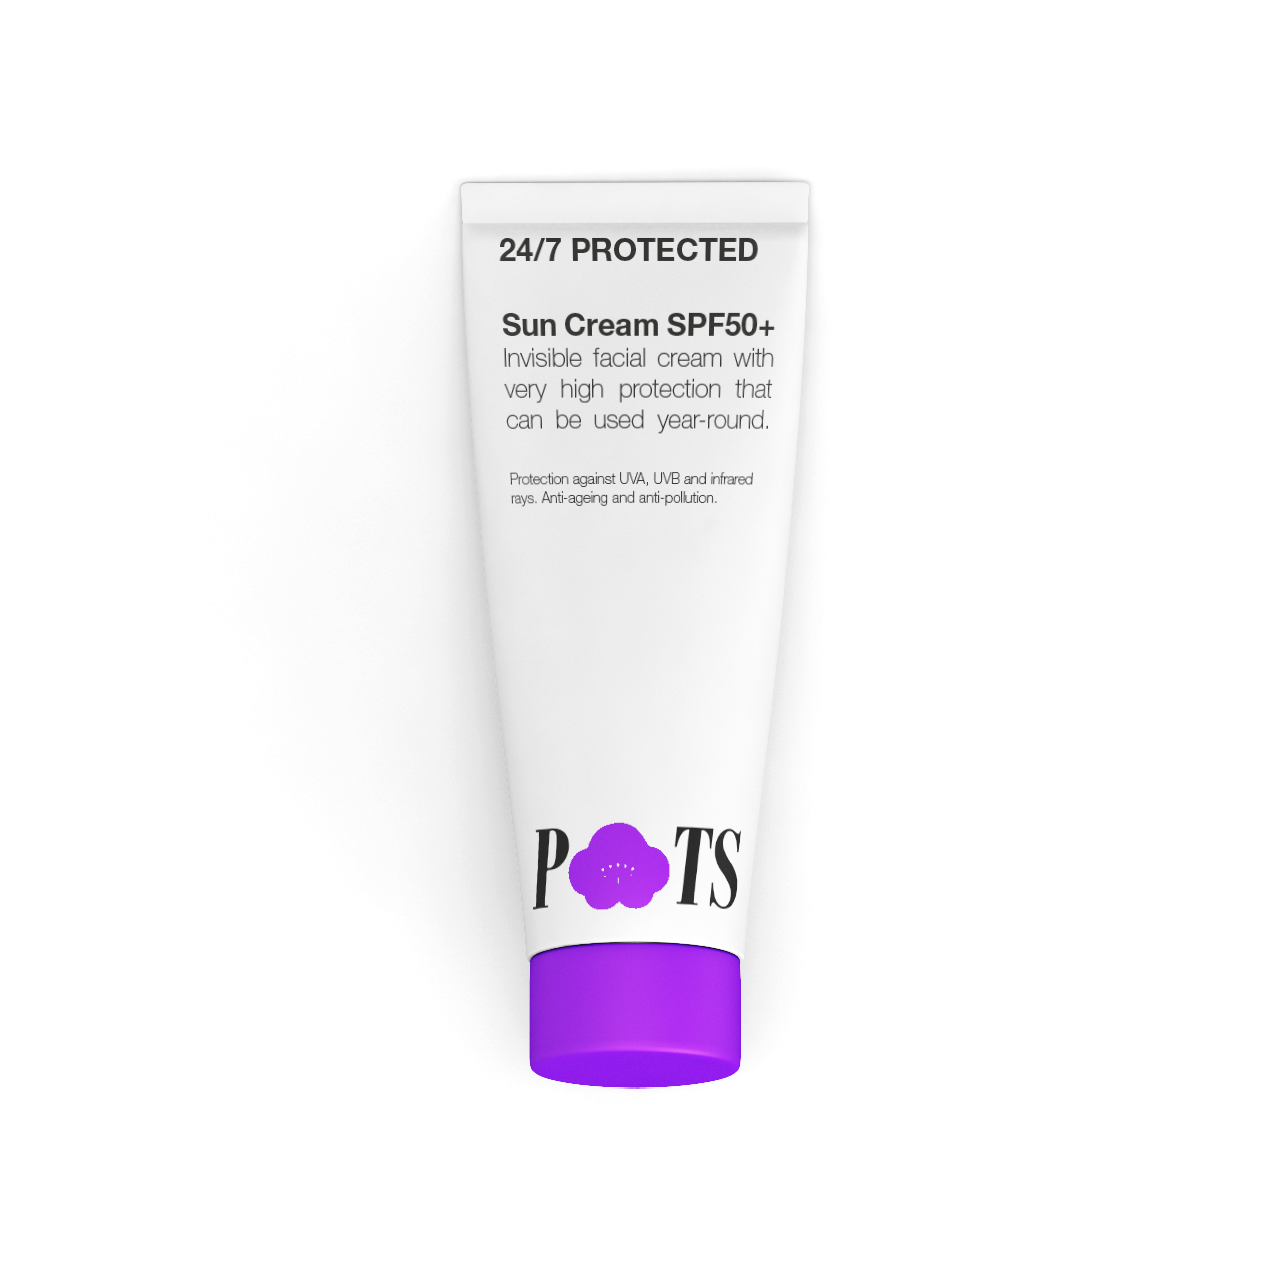 24/7 PROTECTED
Sun Cream SPF50+
Invisible facial cream with
very high protection that
can be used year-round.
Protection against UVA, UVB and infrared
rays. Anti-ageing and anti-pollution.
P TS